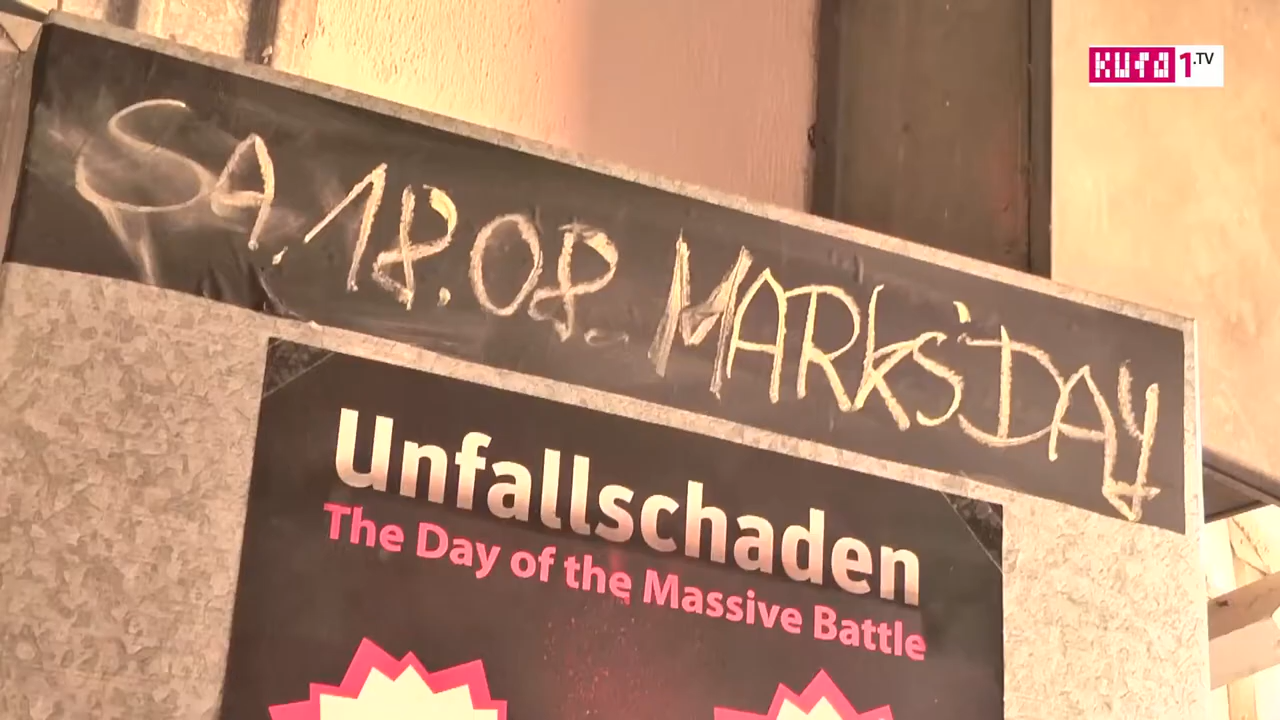 KUFA1.TV
SA.18.08. MARKS'DAY
Unfallschaden
The Day of the Massive Battle